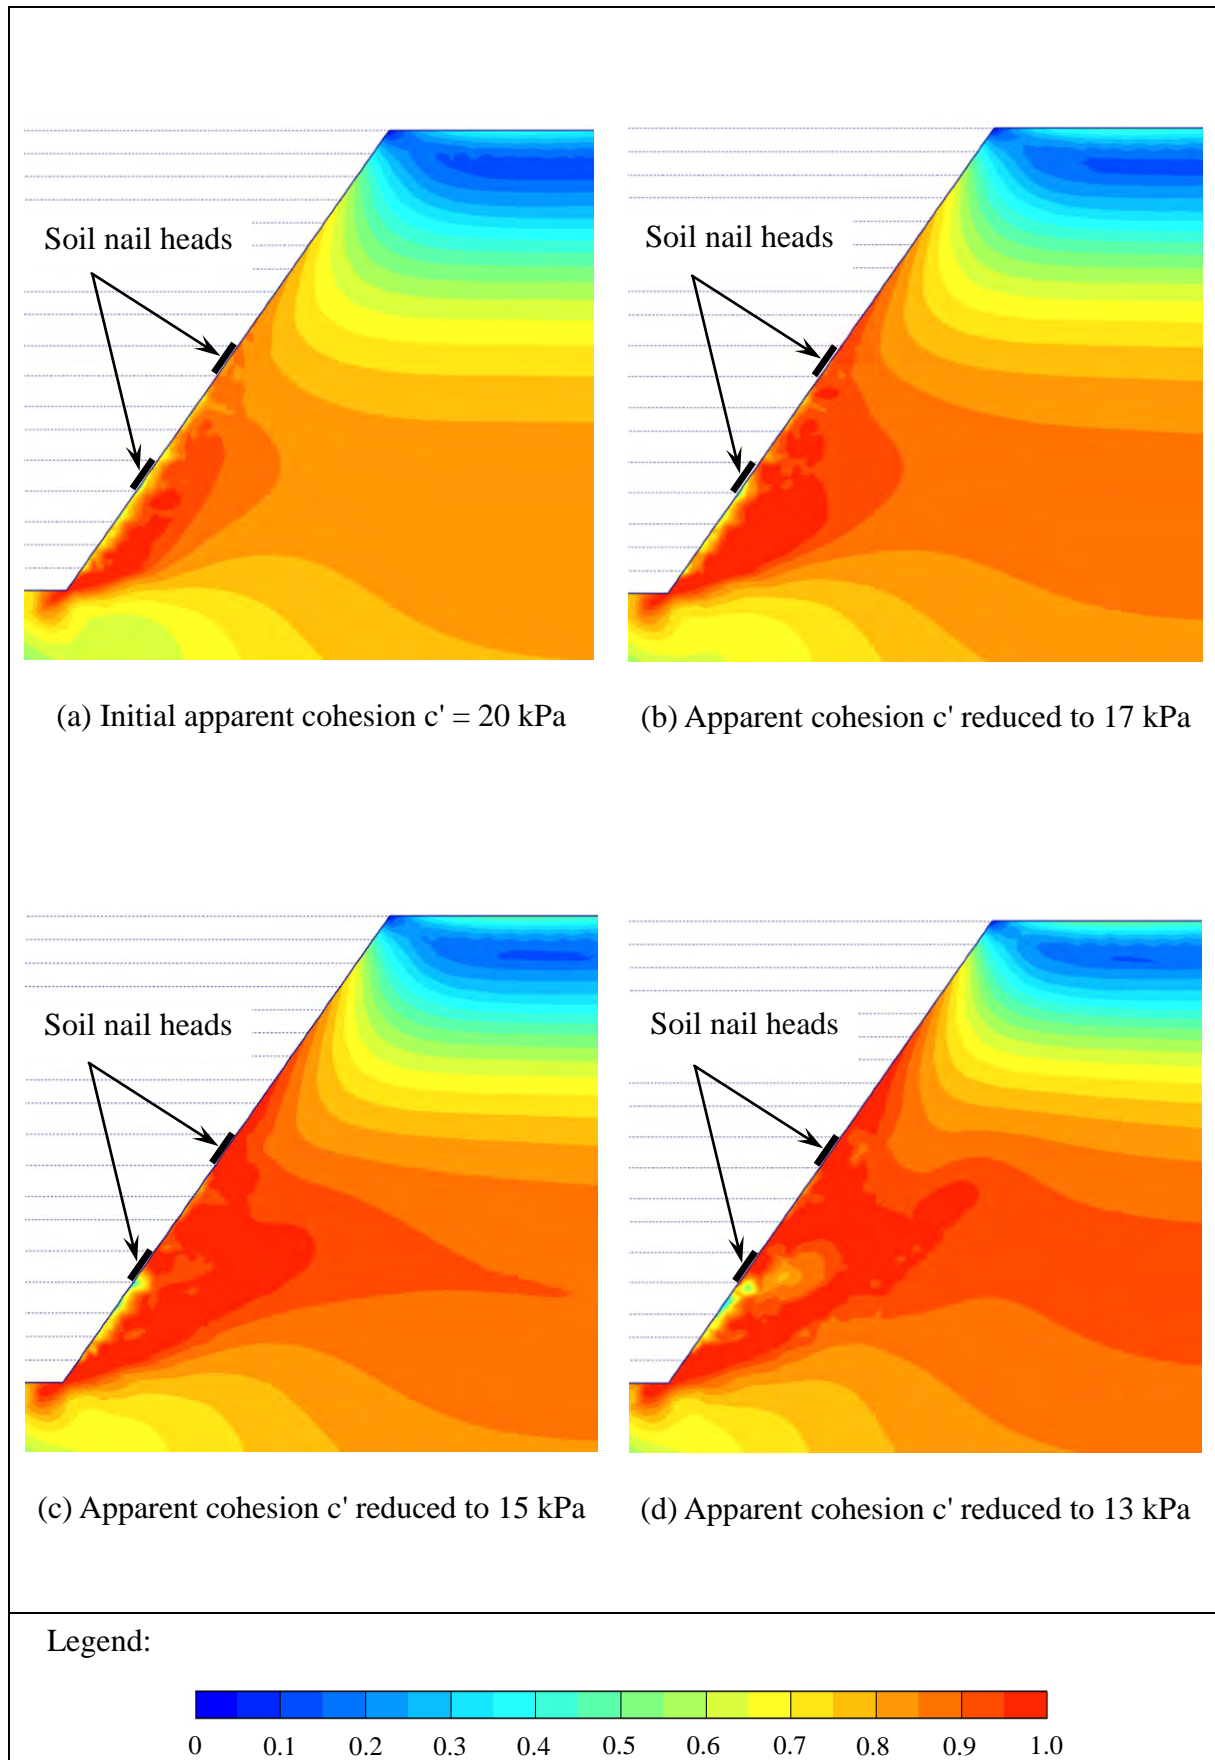 Soil nail heads
Soil nail heads
(a) Initial apparent cohesion c' = 20 kPa
(b) Apparent cohesion c' reduced to 17 kPa
Soil nail heads
Soil nail heads
(c) Apparent cohesion c' reduced to 15 kPa
(d) Apparent cohesion c' reduced to 13 kPa
Legend:
0 0.1 0.2 0.3 0.4 0.5 0.6 0.7 0.8 0.9 1.0